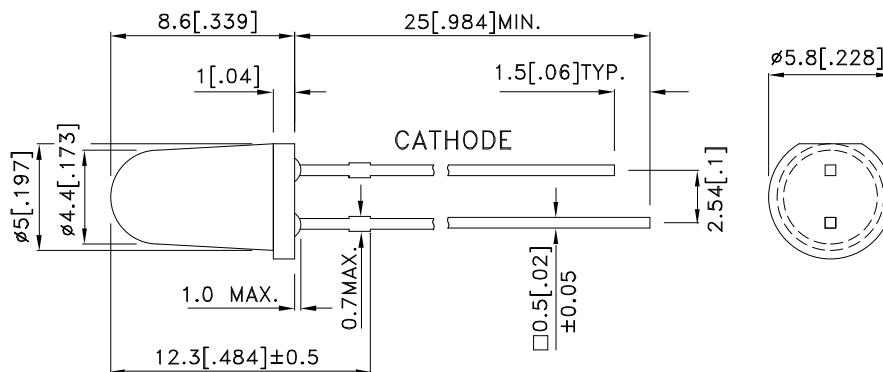 8.6[.339]
25[.984]MIN.
ø5.8[.228]
1[.04]
1.5[.06]TYP.
CATHODE
ø5[.197]
ø4.4[.173]
2.54[.1]
1.0 MAX.
0.7MAX.
□0.5[.02]
±0.05
12.3[.484]±0.5